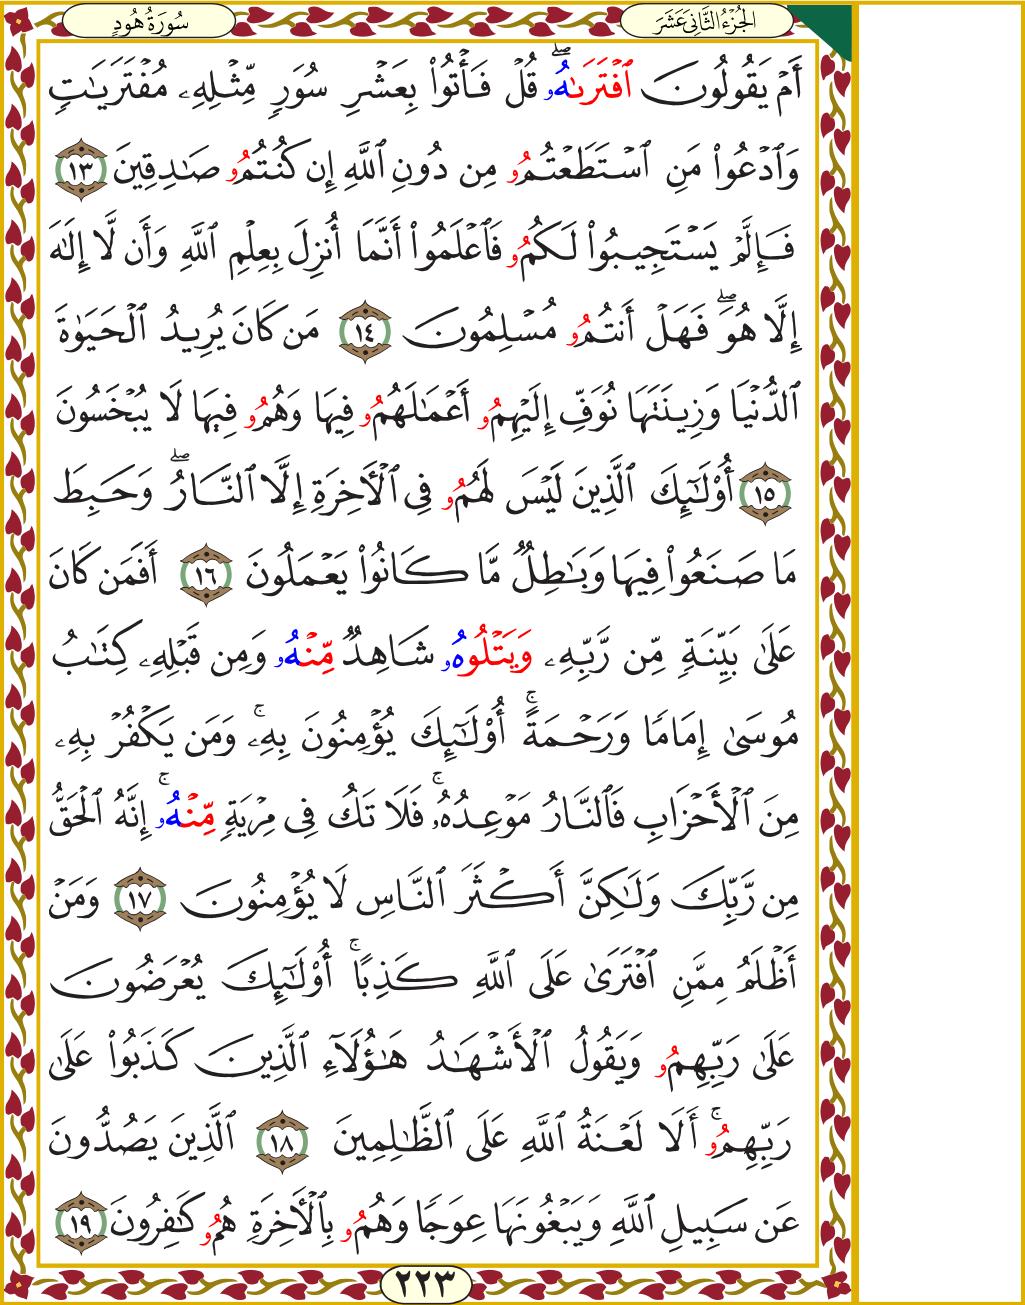 الجُزْءُ الثَّانِىَ عَشَرَ
سُورَةُ هُودٍ
أَمْ يَقُولُونَ ٱفْتَرَىٰهُۥۖ قُلْ فَأْتُوا۟ بِعَشْرِ سُوَرٍ مِّثْلِهِۦ مُفْتَرَيَٰتٍ
وَٱدْعُوا۟ مَنِ ٱسْتَطَعْتُمُۥ مِن دُونِ ٱللَّهِ إِن كُنتُمُۥ صَٰدِقِينَ ١٣
فَإِلَّمْ يَسْتَجِيبُوا۟ لَكُمُۥ فَٱعْلَمُوا۟ أَنَّمَا أُنزِلَ بِعِلْمِ ٱللَّهِ وَأَن لَّا إِلَٰهَ
إِلَّا هُوَۖ فَهَلْ أَنتُمُۥ مُسْلِمُونَ ١٤ مَن كَانَ يُرِيدُ ٱلْحَيَوٰةَ
ٱلدُّنْيَا وَزِينَتَهَا نُوَفِّ إِلَيْهِمُۥ أَعْمَٰلَهُمُۥ فِيهَا وَهُمُۥ فِيهَا لَا يُبْخَسُونَ
١٥ أُو۟لَٰٓئِكَ ٱلَّذِينَ لَيْسَ لَهُمُۥ فِى ٱلْأَخِرَةِ إِلَّا ٱلنَّارُۖ وَحَبِطَ
مَا صَنَعُوا۟ فِيهَا وَبَٰطِلٌ مَّا كَانُوا۟ يَعْمَلُونَ ١٦ أَفَمَن كَانَ
عَلَىٰ بَيِّنَةٍ مِّن رَّبِّهِۦ وَيَتْلُوهُۥ شَاهِدٌ مِّنْهُۥ وَمِن قَبْلِهِۦ كِتَٰبُ
مُوسَىٰ إِمَامًا وَرَحْمَةًۚ أُو۟لَٰٓئِكَ يُؤْمِنُونَ بِهِۦۚ وَمَن يَكْفُرْ بِهِۦ
مِنَ ٱلْأَحْزَابِ فَٱلنَّارُ مَوْعِدُهُۥۚ فَلَا تَكُ فِى مِرْيَةٍ مِّنْهُۥۚ إِنَّهُ ٱلْحَقُّ
مِن رَّبِّكَ وَلَٰكِنَّ أَكْثَرَ ٱلنَّاسِ لَا يُؤْمِنُونَ ١٧ وَمَنْ
أَظْلَمُ مِمَّنِ ٱفْتَرَىٰ عَلَى ٱللَّهِ كَذِبًاۚ أُو۟لَٰٓئِكَ يُعْرَضُونَ
عَلَىٰ رَبِّهِمُۥ وَيَقُولُ ٱلْأَشْهَٰدُ هَٰؤُلَآءِ ٱلَّذِينَ كَذَبُوا۟ عَلَىٰ
رَبِّهِمُۥۚ أَلَا لَعْنَةُ ٱللَّهِ عَلَى ٱلظَّٰلِمِينَ ١٨ ٱلَّذِينَ يَصُدُّونَ
عَن سَبِيلِ ٱللَّهِ وَيَبْغُونَهَا عِوَجًا وَهُمُۥ بِٱلْأَخِرَةِ هُمُۥ كَٰفِرُونَ ١٩
٢٢٣